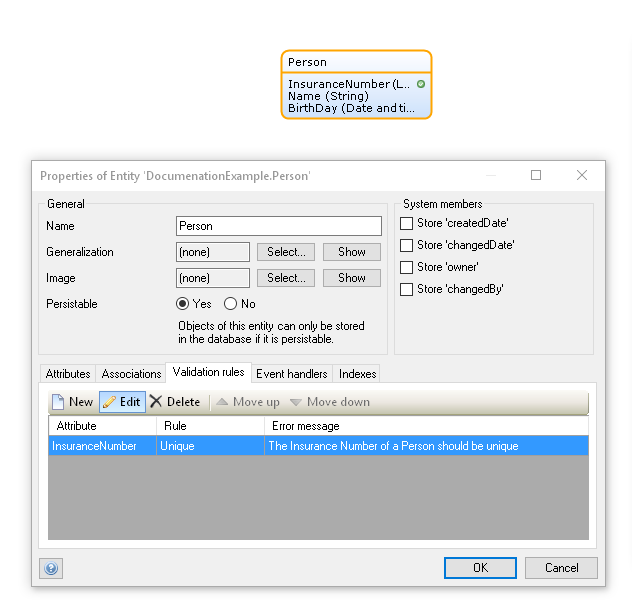 Person
InsuranceNumber (L...
Name (String)
BirthDay (Date and ti...
Properties of Entity 'DocumenationExample.Person'
General
Name
Person
Generalization
(none)
Select...
Show
Image
(none)
Select...
Show
Persistable
Yes
No
Objects of this entity can only be stored
in the database if it is persistable.
System members
Store 'createdDate'
Store 'changedDate'
Store 'owner'
Store 'changedBy'
Attributes
Associations
Validation rules
Event handlers
Indexes
New
Edit
Delete
Move up
Move down
Attribute
Rule
Error message
InsuranceNumber
Unique
The Insurance Number of a Person should be unique
OK
Cancel